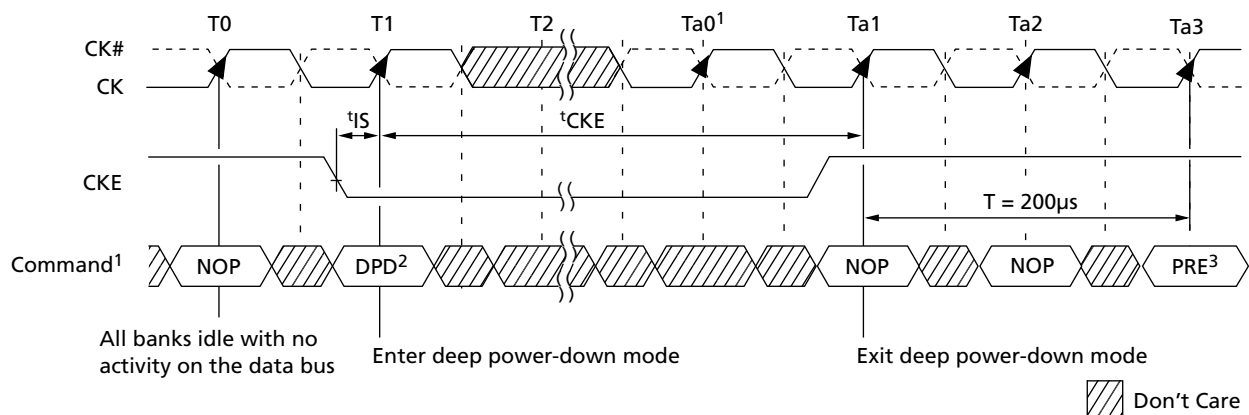 T0 T1 T2 Ta0¹ Ta1 Ta2 Ta3
CK#
CK
ᵗIS ᵗCKE
CKE
T = 200µs
Command¹ NOP DPD² NOP NOP PRE³
All banks idle with no
activity on the data bus
Enter deep power-down mode
Exit deep power-down mode
Don't Care